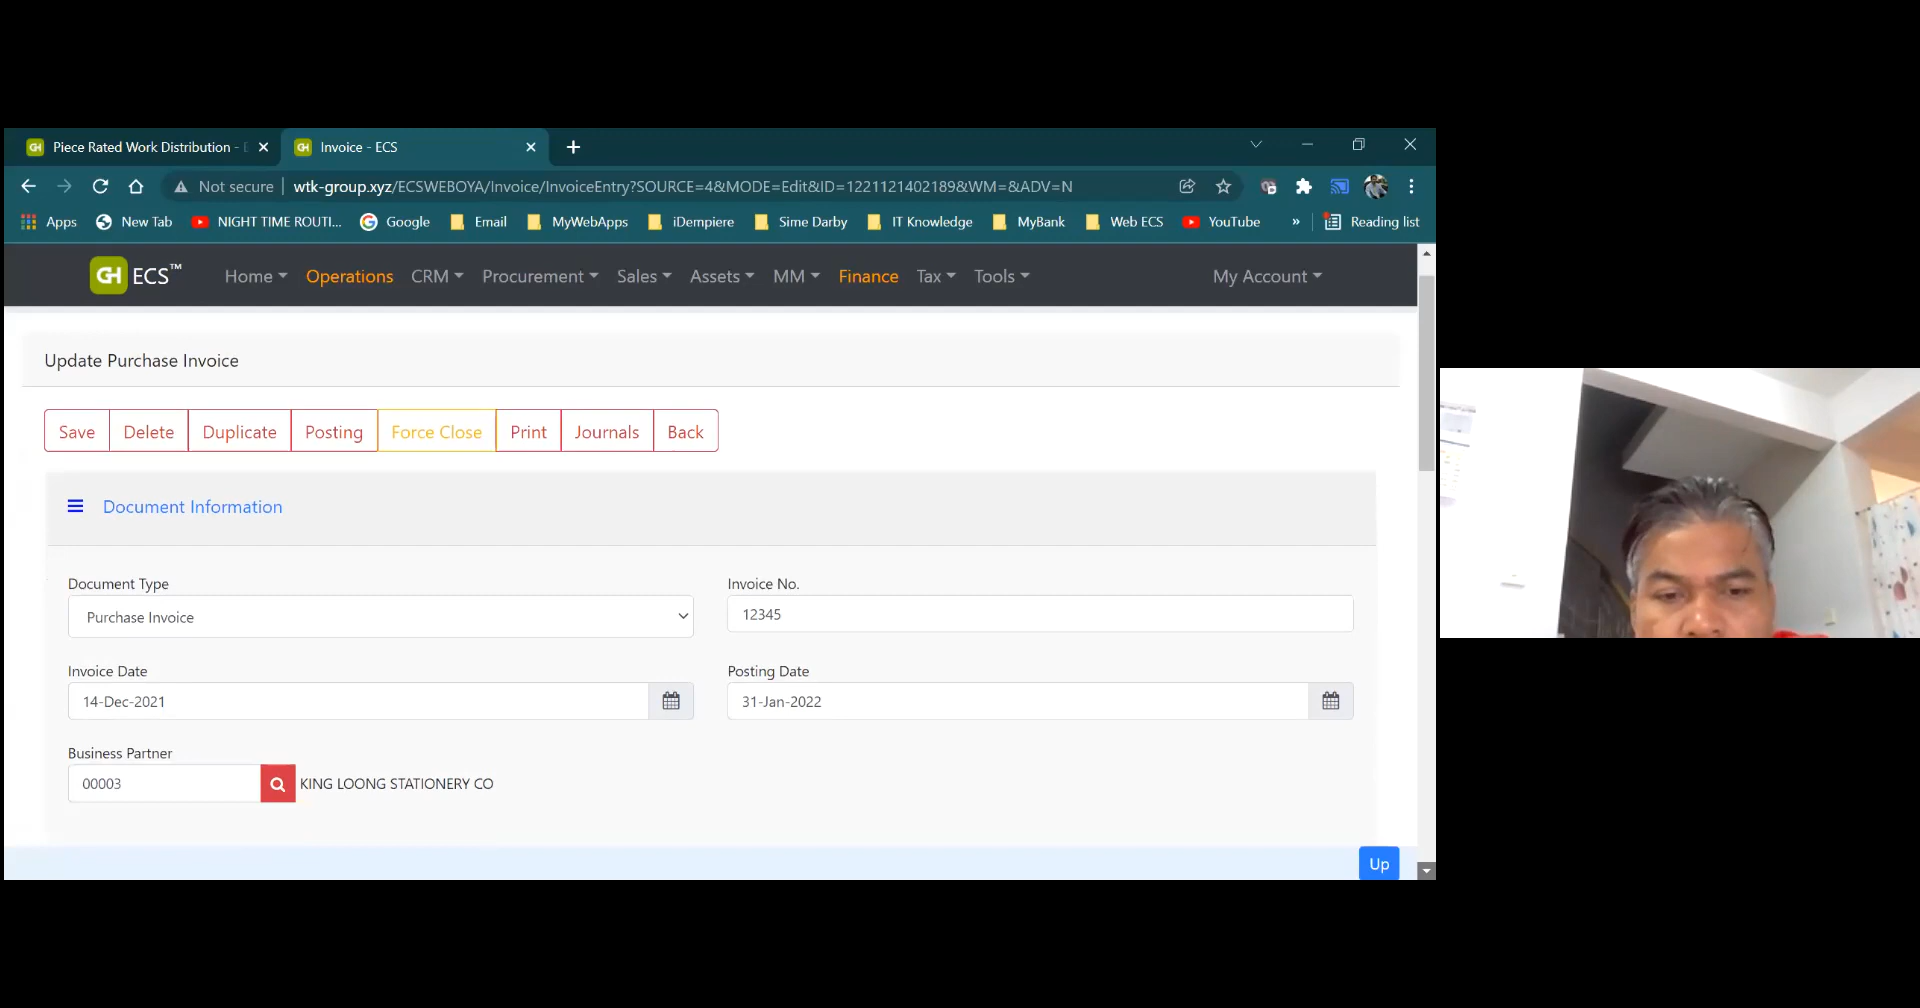 Piece Rated Work Distribution -
Invoice - ECS
Not secure
wtk-group.xyz/ECSWEBOYA/Invoice/InvoiceEntry?SOURCE=4&MODE=Edit&ID=1221121402189&WM=&ADV=N
Apps
New Tab
NIGHT TIME ROUTI...
Google
Email
MyWebApps
iDempiere
Sime Darby
IT Knowledge
MyBank
Web ECS
YouTube
»
Reading list
GH ECS™
Home
Operations
CRM
Procurement
Sales
Assets
MM
Finance
Tax
Tools
My Account
Update Purchase Invoice
Save
Delete
Duplicate
Posting
Force Close
Print
Journals
Back
Document Information
Document Type
Invoice No.
Purchase Invoice
12345
Invoice Date
Posting Date
14-Dec-2021
31-Jan-2022
Business Partner
00003
KING LOONG STATIONERY CO
Up